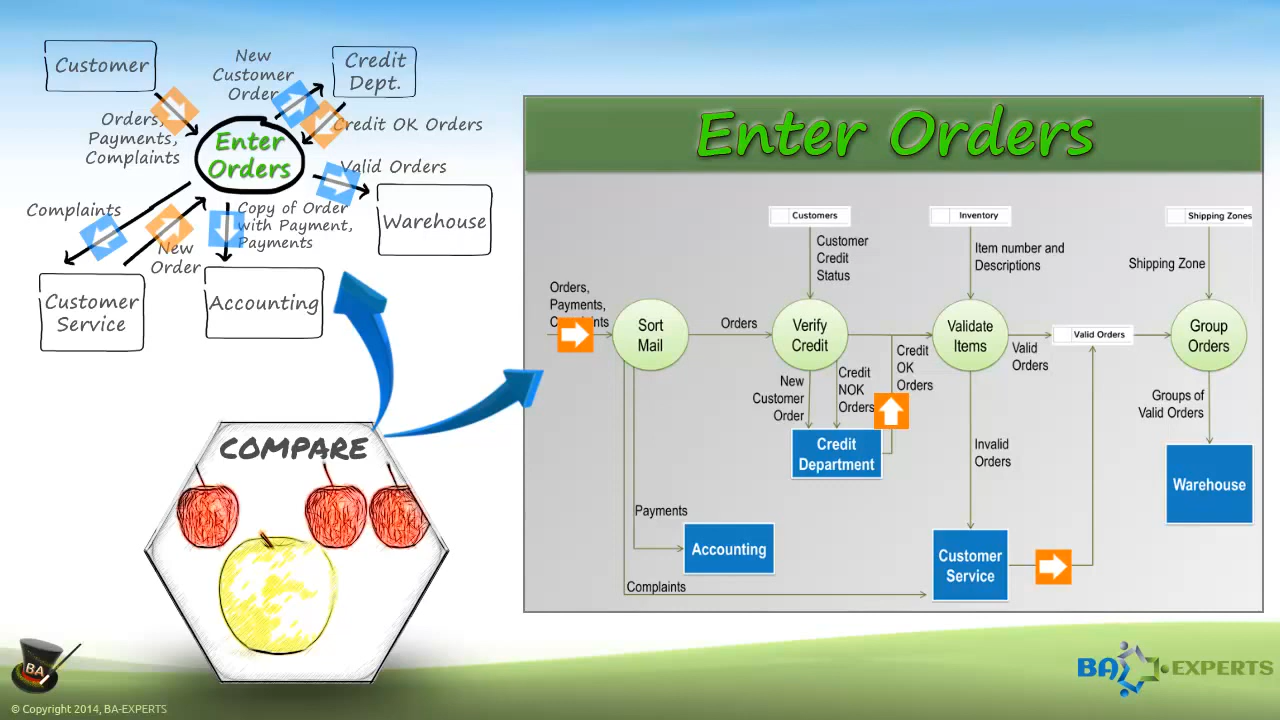 Customer
New
Customer
Order
Credit
Dept.
Orders,
Payments,
Complaints
Enter
Orders
Credit OK Orders
Valid Orders
Warehouse
Complaints
New
Order
Copy of Order
with Payment,
Payments
Customer
Service
Accounting
COMPARE
Enter Orders
Customers
Inventory
Shipping Zones
Customer
Credit
Status
Item number and
Descriptions
Shipping Zone
Orders,
Payments,
Complaints
Sort
Mail
Orders
Verify
Credit
Validate
Items
Valid
Orders
Valid Orders
Group
Orders
New
Customer
Order
Credit
NOK
Orders
Credit
OK
Orders
Groups of
Valid Orders
Credit
Department
Invalid
Orders
Warehouse
Payments
Accounting
Customer
Service
Complaints
BA
BA EXPERTS
© Copyright 2014, BA-EXPERTS